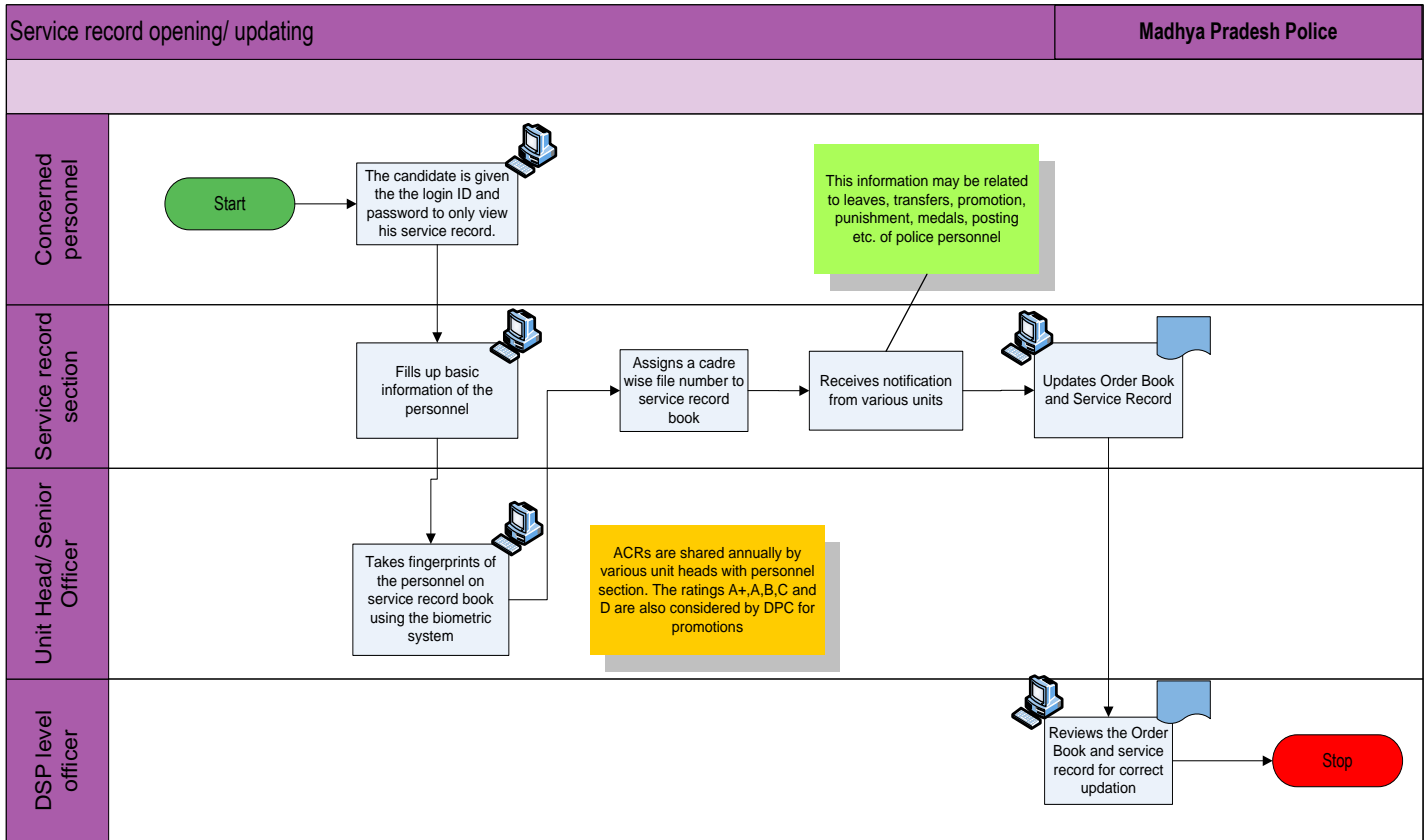 Service record opening/ updating
Madhya Pradesh Police
Concerned
personnel
Start
The candidate is given
the the login ID and
password to only view
his service record.
This information may be related
to leaves, transfers, promotion,
punishment, medals, posting
etc. of police personnel
Service record
section
Fills up basic
information of the
personnel
Assigns a cadre
wise file number to
service record
book
Receives notification
from various units
Updates Order Book
and Service Record
Unit Head/ Senior
Officer
Takes fingerprints of
the personnel on
service record book
using the biometric
system
ACRs are shared annually by
various unit heads with personnel
section. The ratings A+,A,B,C and
D are also considered by DPC for
promotions
DSP level
officer
Reviews the Order
Book and service
record for correct
updation
Stop